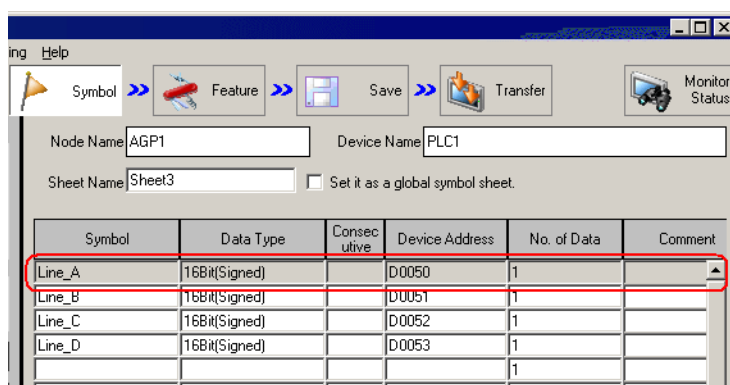 ing Help
Symbol Feature Save Transfer Monitor
Status
Node Name AGP1 Device Name PLC1
Sheet Name Sheet3 Set it as a global symbol sheet.
Symbol Data Type Consec
utive Device Address No. of Data Comment
Line_A 16Bit(Signed) D0050 1
Line_B 16Bit(Signed) D0051 1
Line_C 16Bit(Signed) D0052 1
Line_D 16Bit(Signed) D0053 1
1